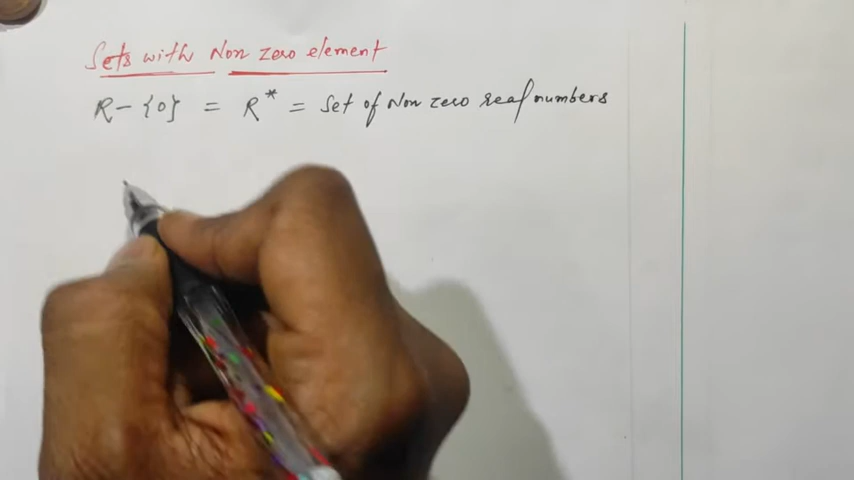 Sets with Non zero element
R - {0} = R* = Set of Non zero real numbers